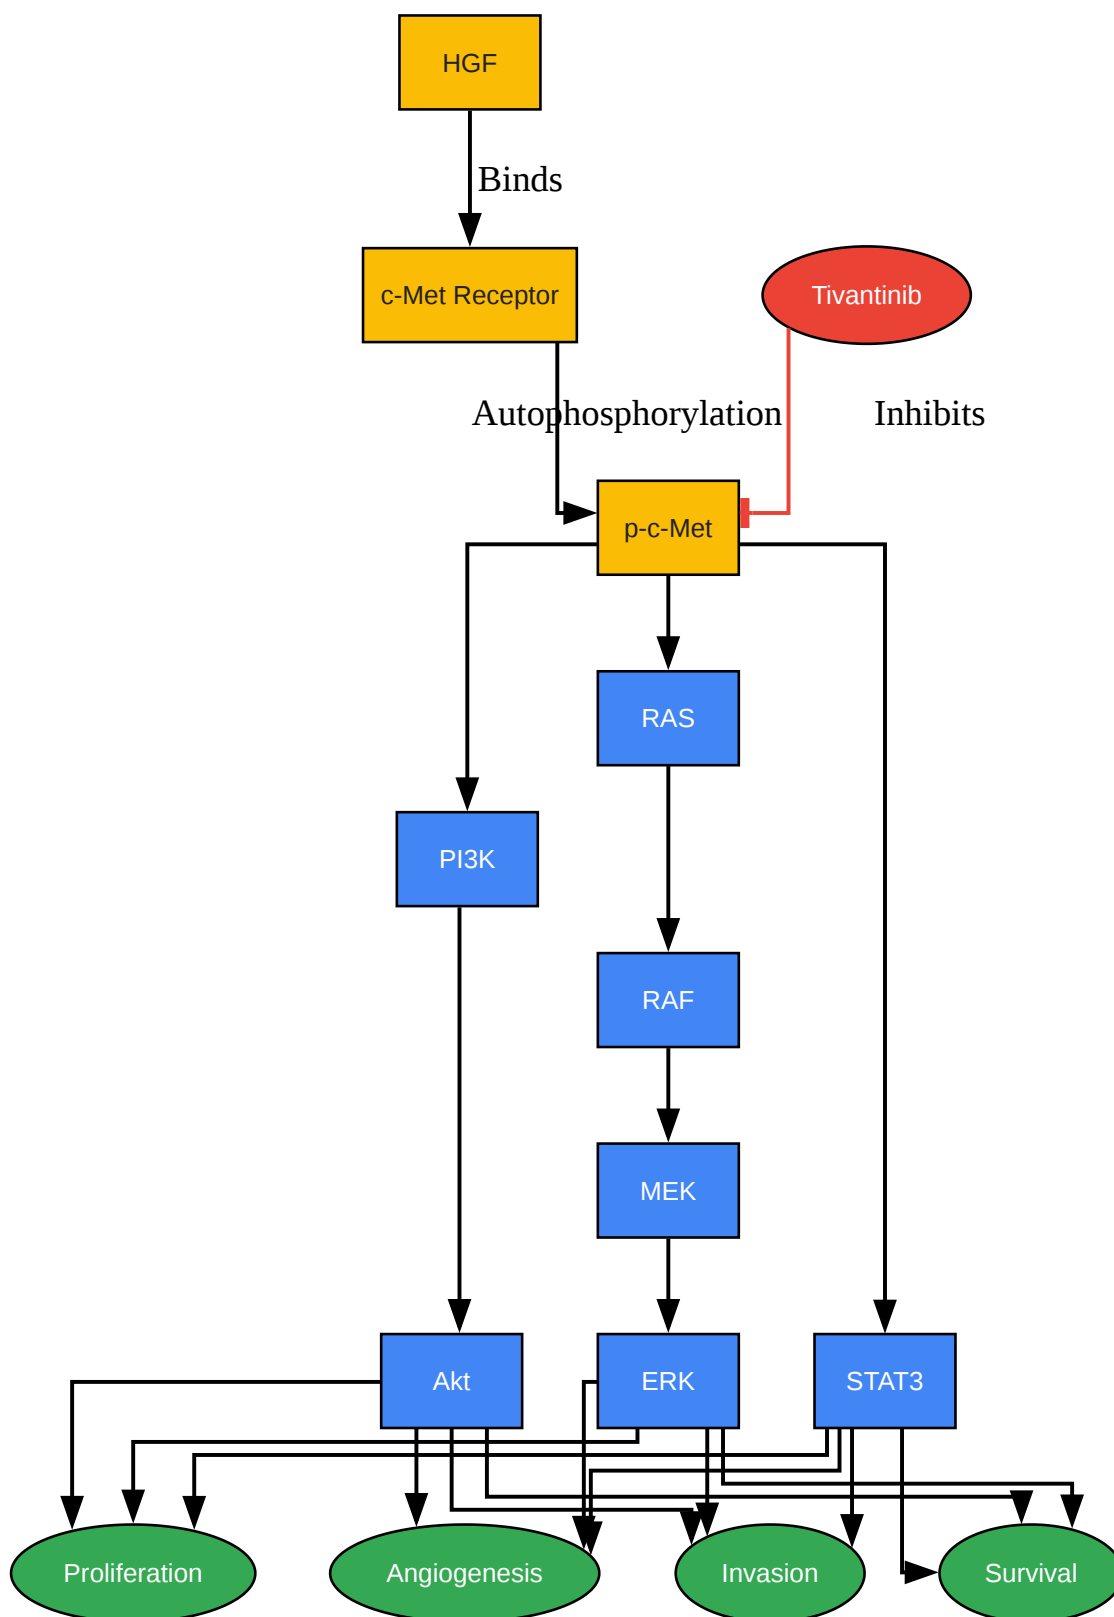 HGF
Binds
c-Met Receptor
Tivantinib
Autophosphorylation
Inhibits
p-c-Met
RAS
PI3K
RAF
MEK
Akt
ERK
STAT3
Proliferation
Angiogenesis
Invasion
Survival